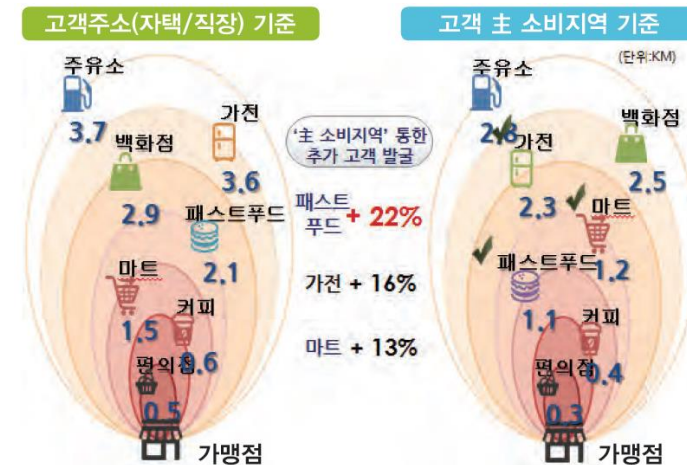 고객주소(자택/직장) 기준
주유소
3.7
가전
3.6
백화점
2.9
패스트푸드
2.1
마트
1.5
커피
0.6
편의점
0.5
가맹점
'主 소비지역' 통한
추가 고객 발굴
패스트
푸드 + 22%
가전 + 16%
마트 + 13%
고객 主 소비지역 기준
(단위:KM)
주유소
2.8
가전
2.3
백화점
2.5
마트
1.2
패스트푸드
1.1
커피
0.4
편의점
0.3
가맹점